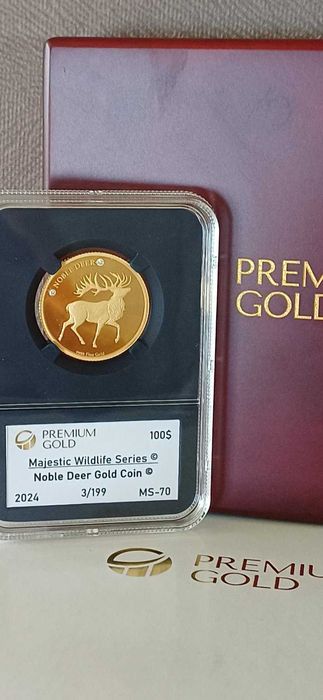 PREMI
GOLD
NOBLE DEER
9999 Fine Gold
PREMIUM
GOLD
100$
Majestic Wildlife Series ©
Noble Deer Gold Coin ©
2024 3/199 MS-70
PREMIU
GOLD